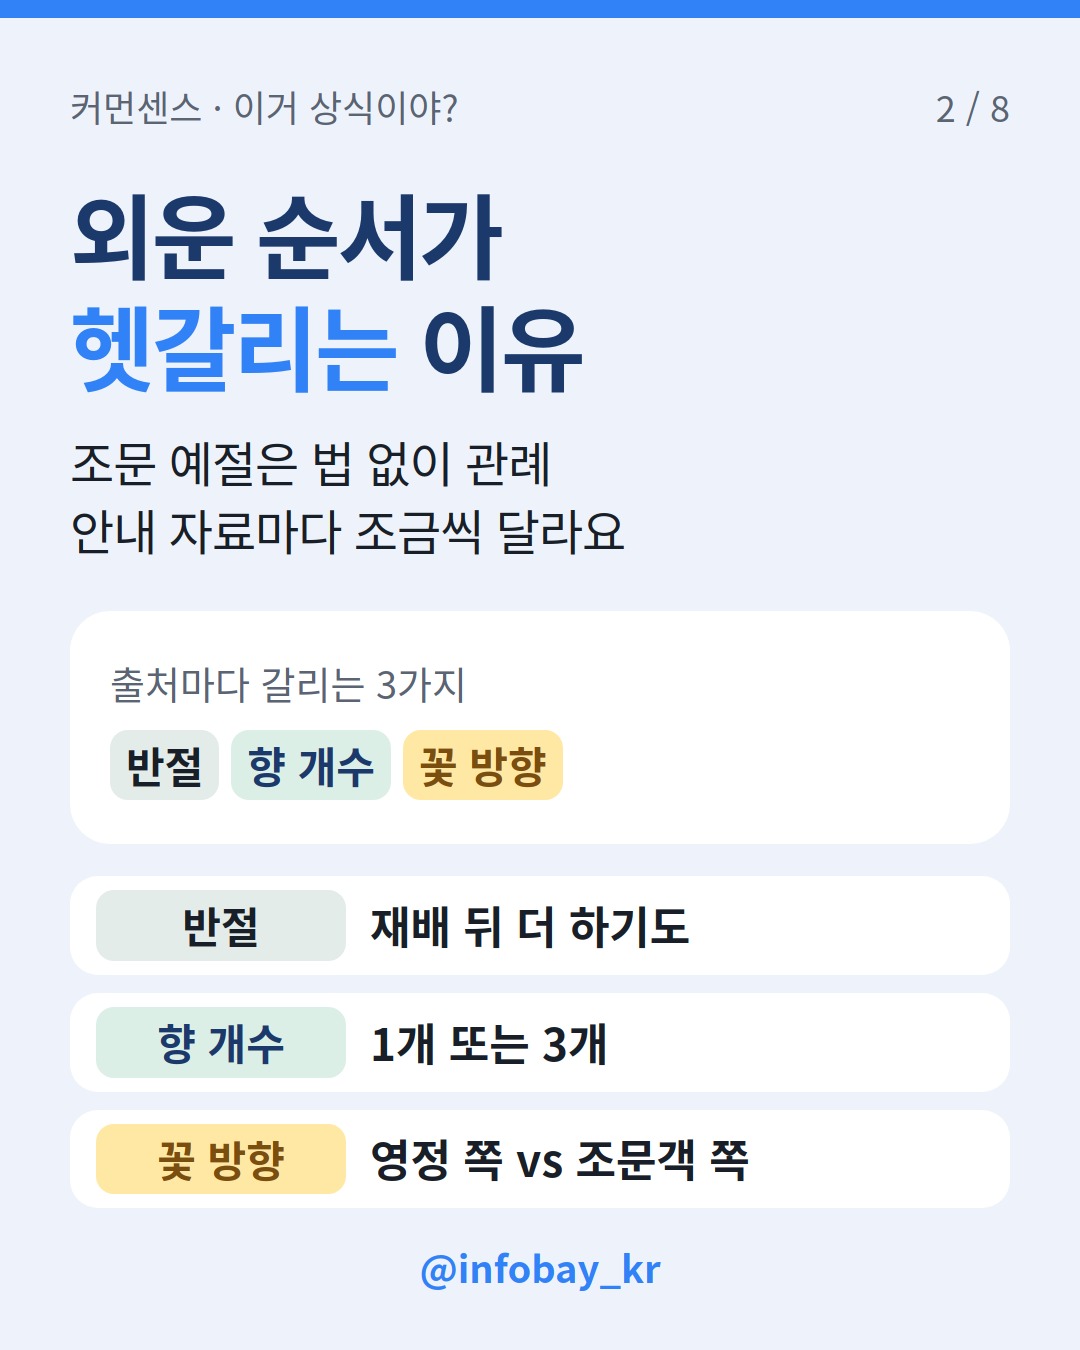 커먼센스 · 이거 상식이야?
2 / 8
외운 순서가
헷갈리는 이유
조문 예절은 법 없이 관례
안내 자료마다 조금씩 달라요
출처마다 갈리는 3가지
반절 향 개수 꽃 방향
반절 재배 뒤 더 하기도
향 개수 1개 또는 3개
꽃 방향 영정 쪽 vs 조문객 쪽
@infobay_kr